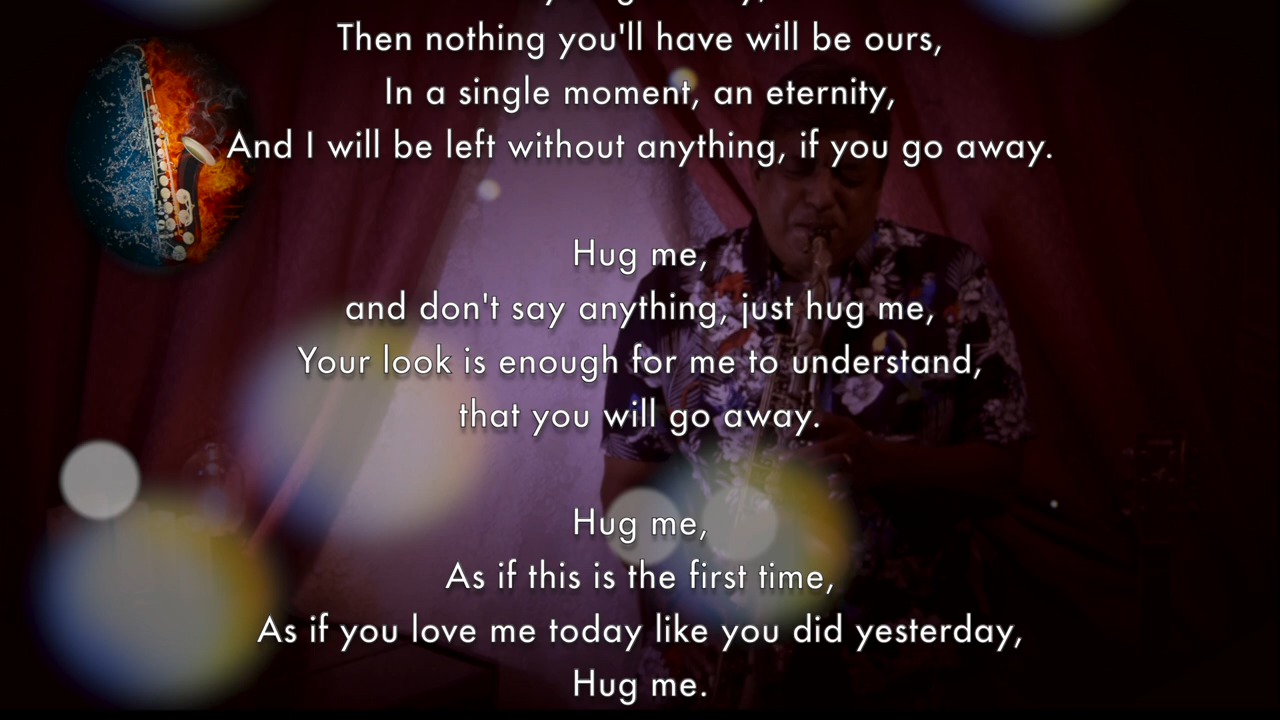 Then nothing you'll have will be ours,
In a single moment, an eternity,
And I will be left without anything, if you go away.
Hug me,
and don't say anything, just hug me,
Your look is enough for me to understand,
that you will go away.
Hug me,
As if this is the first time,
As if you love me today like you did yesterday,
Hug me.